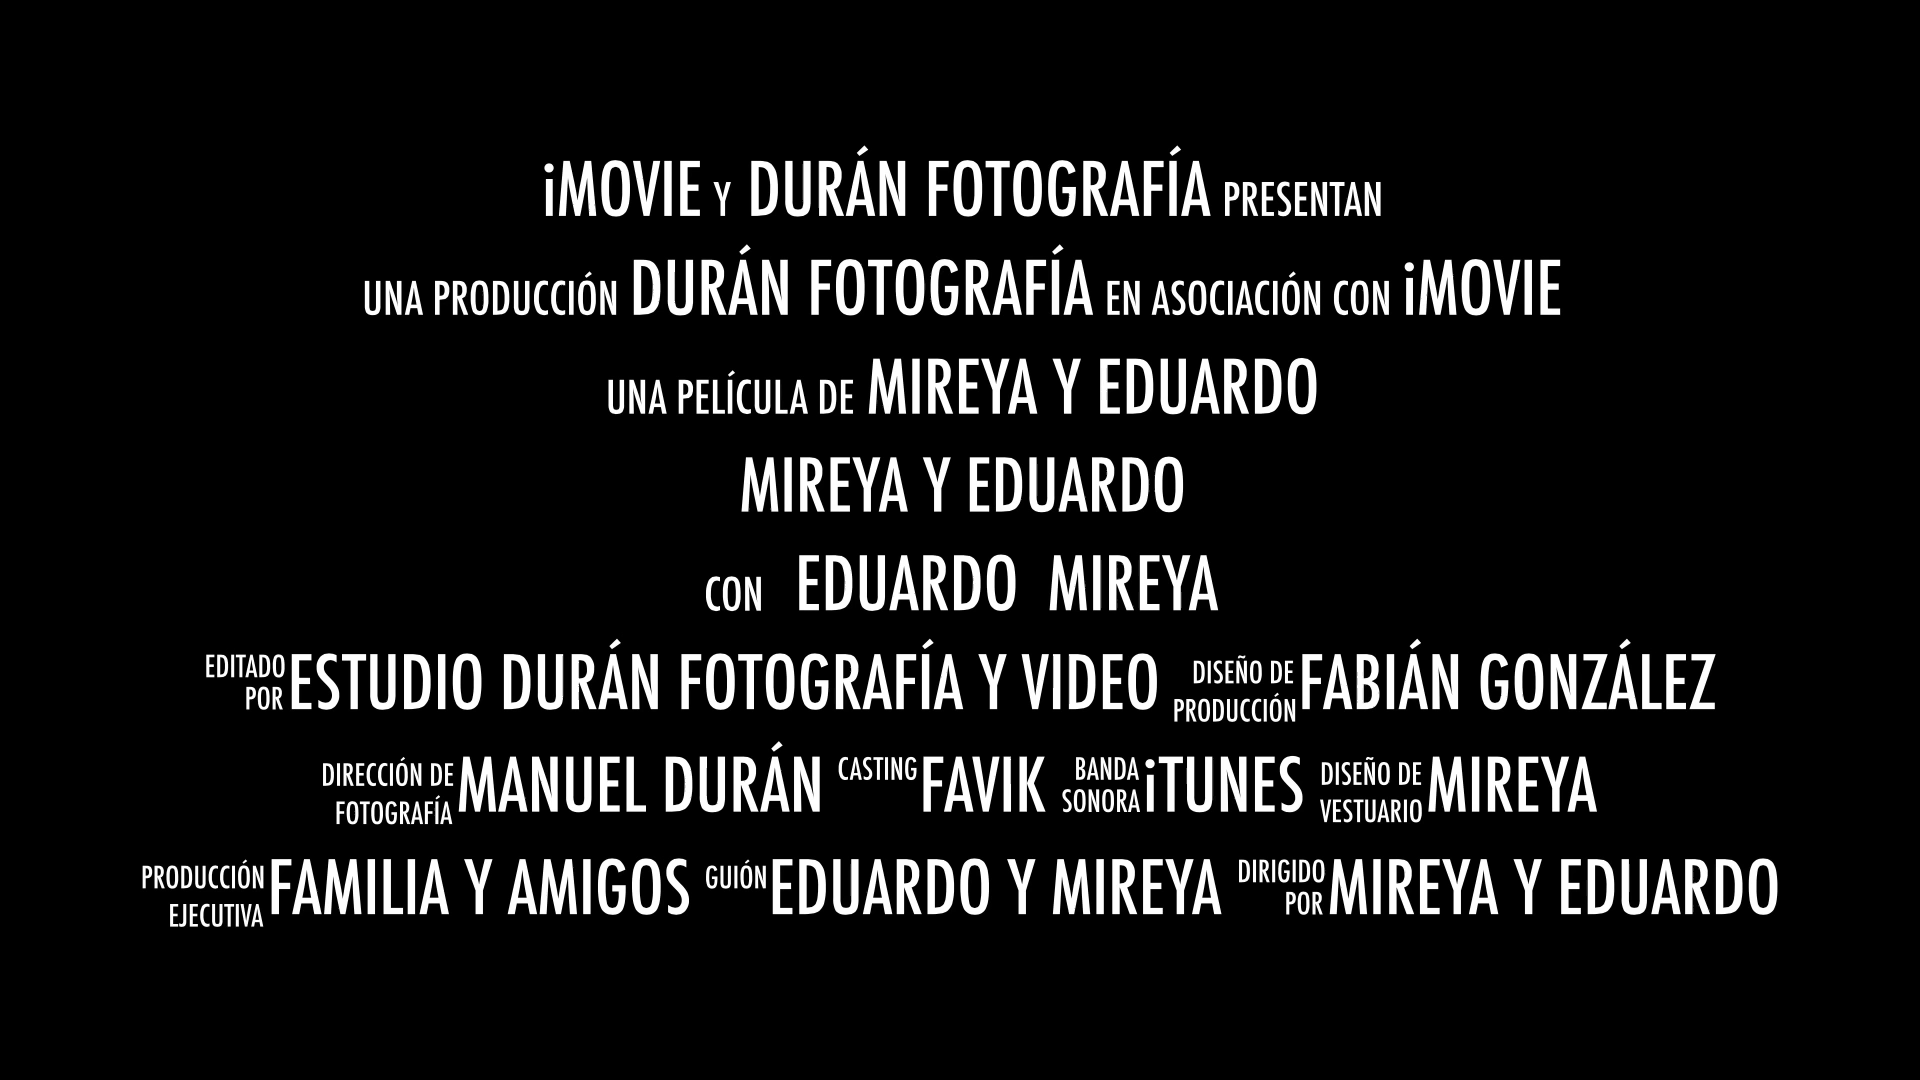 iMOVIE Y DURÁN FOTOGRAFÍA PRESENTAN
UNA PRODUCCIÓN DURÁN FOTOGRAFÍA EN ASOCIACIÓN CON iMOVIE
UNA PELÍCULA DE MIREYA Y EDUARDO
MIREYA Y EDUARDO
CON EDUARDO MIREYA
EDITADO POR ESTUDIO DURÁN FOTOGRAFÍA Y VIDEO DISEÑO DE PRODUCCIÓN FABIÁN GONZÁLEZ
DIRECCIÓN DE FOTOGRAFÍA MANUEL DURÁN CASTING FAVIK BANDA SONORA iTUNES DISEÑO DE VESTUARIO MIREYA
PRODUCCIÓN EJECUTIVA FAMILIA Y AMIGOS GUIÓN EDUARDO Y MIREYA DIRIGIDO POR MIREYA Y EDUARDO